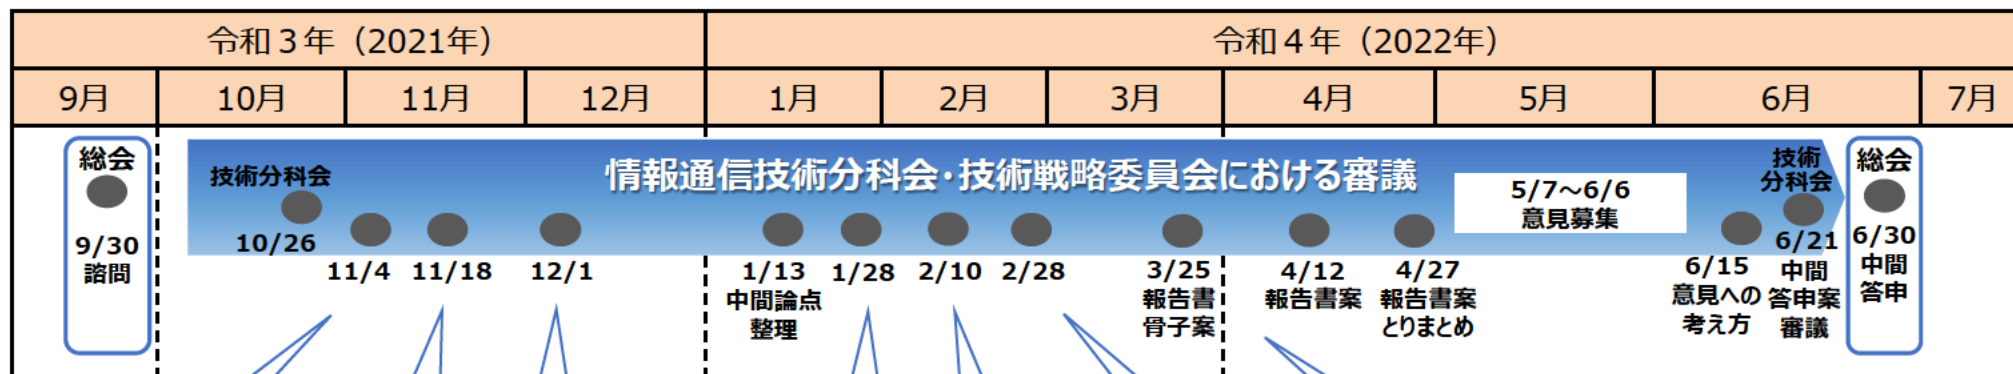 令和３年（2021年）
令和４年（2022年）
9月
10月
11月
12月
1月
2月
3月
4月
5月
6月
7月
総会
9/30
諮問
情報通信技術分科会・技術戦略委員会における審議
技術分科会
10/26
11/4
11/18
12/1
1/13
中間論点
整理
1/28
2/10
2/28
3/25
報告書
骨子案
4/12
報告書案
4/27
報告書案
とりまとめ
5/7～6/6
意見募集
6/15
意見への
考え方
技術
分科会
6/21
中間
答申案
審議
総会
6/30
中間
答申